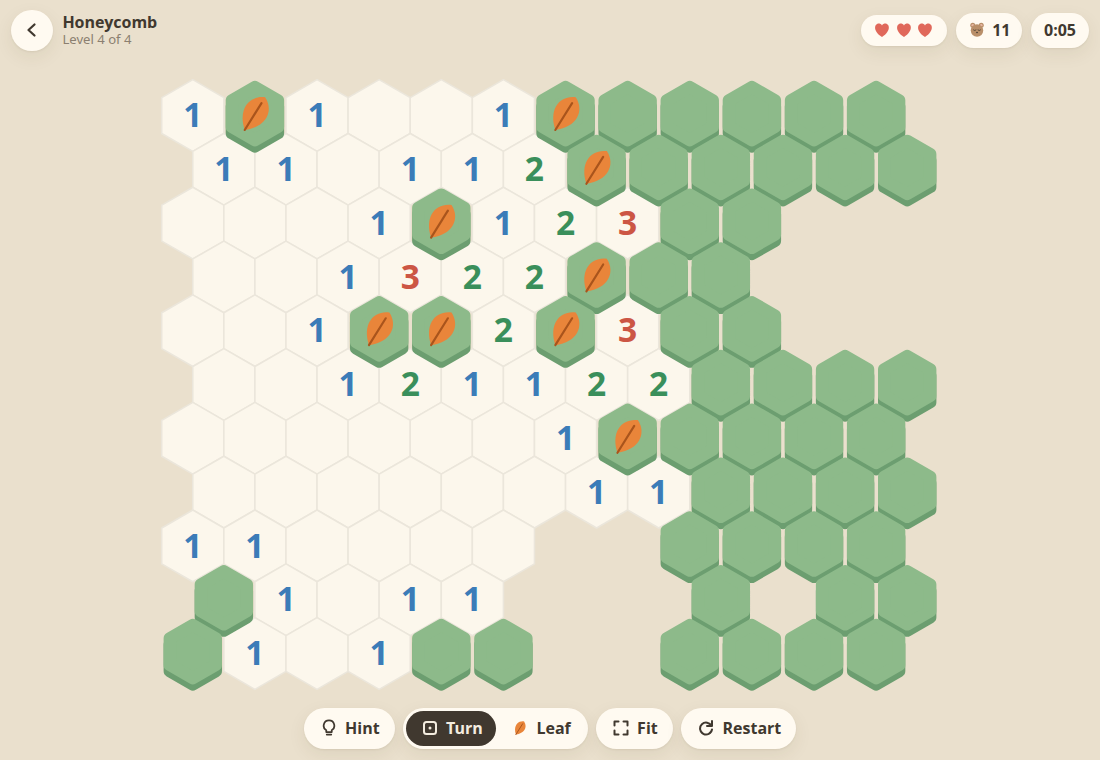 Honeycomb
Level 4 of 4
11
0:05
1 1 1
1 1 1 1 2
1 1 2 3
1 3 2 2
1 2 3
1 2 1 1 2 2
1
1 1
1 1
1 1 1
1 1
Hint Turn Leaf Fit Restart